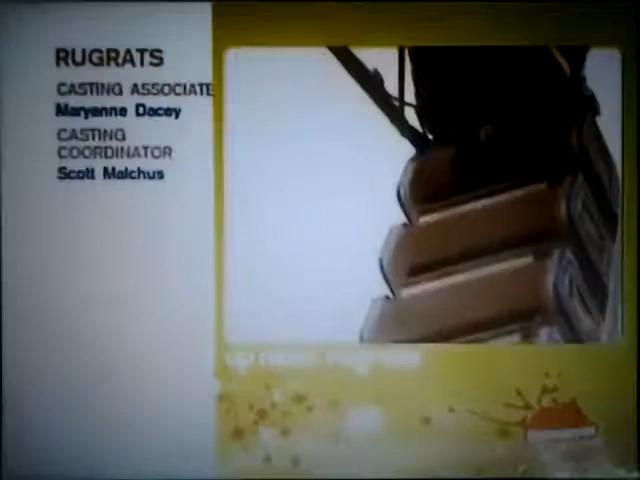 RUGRATS
CASTING ASSOCIATE
Maryanne Dacey
CASTING
COORDINATOR
Scott Malchus